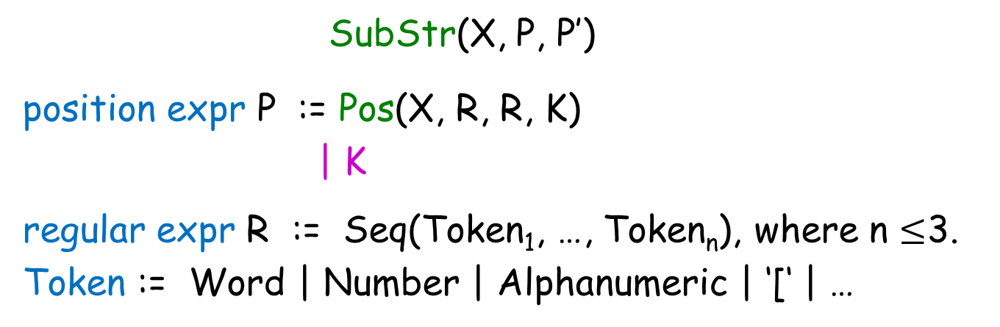 SubStr(X, P, P')
position expr P := Pos(X, R, R, K)
| K
regular expr R := Seq(Token₁, …, Tokenₙ), where n ≤3.
Token := Word | Number | Alphanumeric | '[' | …